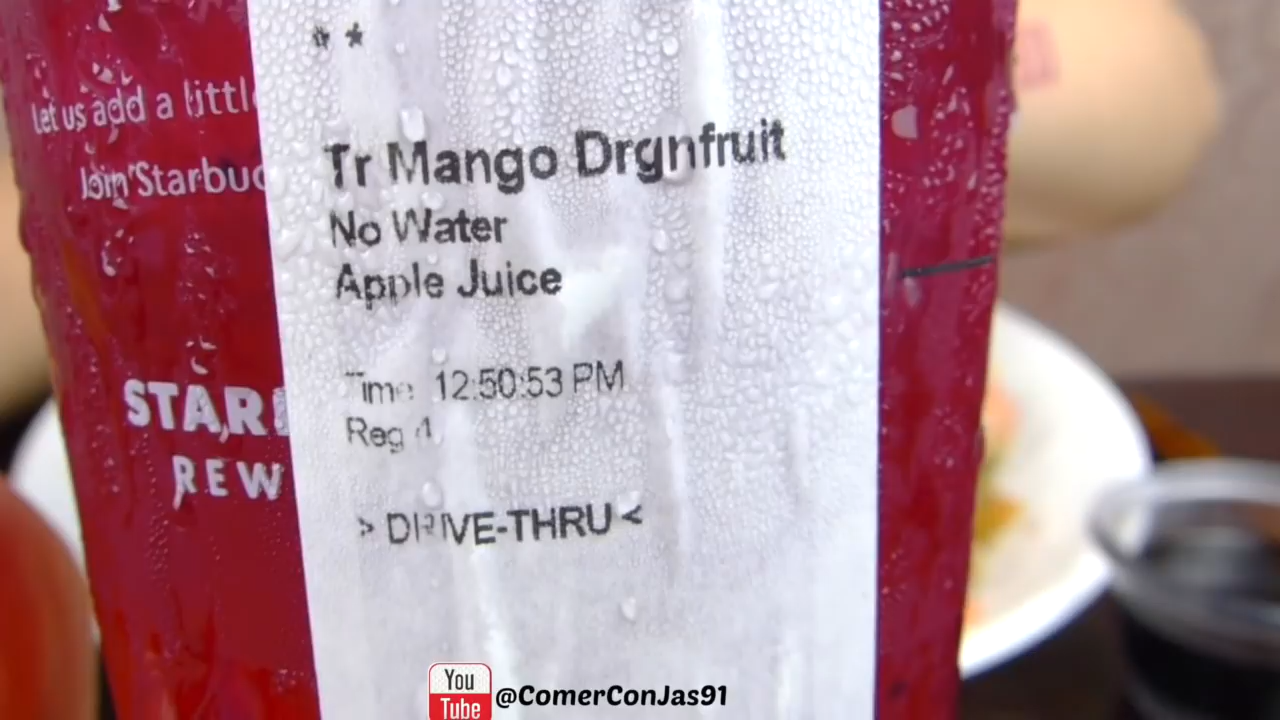 * *
Let us add a little
Join Starbuc
STAR
REW
Tr Mango Drgnfruit
No Water
Apple Juice
Time 12:50:53 PM
Reg 4
> DRIVE-THRU <
You
Tube
@ComerConJas91